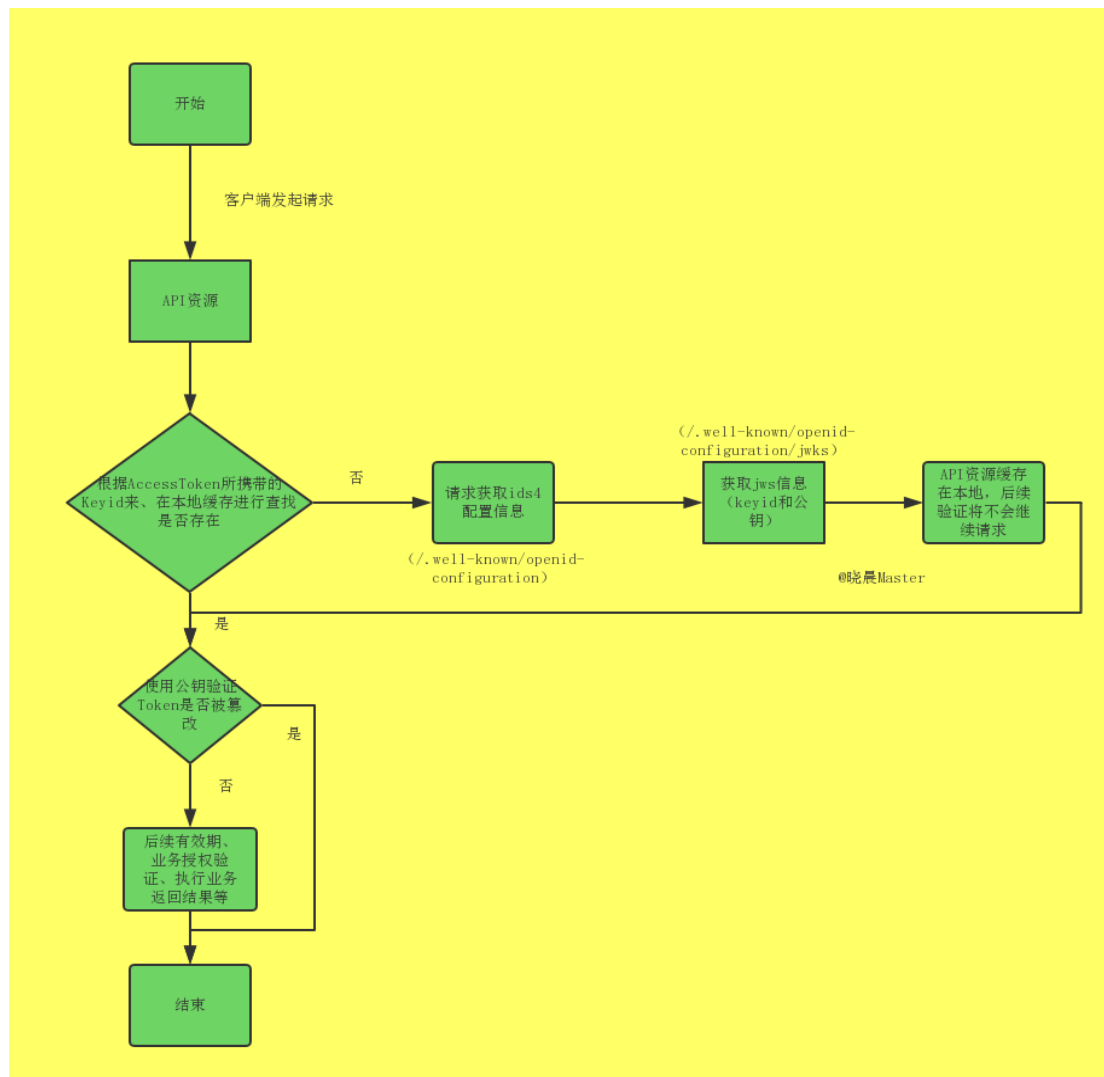 开始
客户端发起请求
API资源
根据AccessToken所携带的
Keyid来、在本地缓存进行查找
是否存在
否
请求获取ids4
配置信息
（/.well-known/openid-
configuration）
（/.well-known/openid-
configuration/jwks）
获取jws信息
（keyid和公
钥）
API资源缓存
在本地，后续
验证将不会继
续请求
@晓晨Master
是
使用公钥验证
Token是否被篡
改
是
否
后续有效期、
业务授权验
证、执行业务
返回结果等
结束